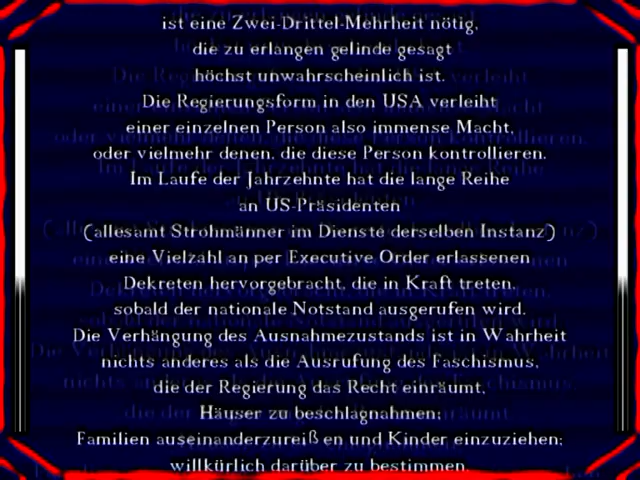 ist eine Zwei-Drittel-Mehrheit nötig,
die zu erlangen gelinde gesagt
höchst unwahrscheinlich ist.
Die Regierungsform in den USA verleiht
einer einzelnen Person also immense Macht,
oder vielmehr denen, die diese Person kontrollieren.
Im Laufe der Jahrzehnte hat die lange Reihe
an US-Präsidenten
(allesamt Strohmänner im Dienste derselben Instanz)
eine Vielzahl an per Executive Order erlassenen
Dekreten hervorgebracht, die in Kraft treten,
sobald der nationale Notstand ausgerufen wird.
Die Verhängung des Ausnahmezustands ist in Wahrheit
nichts anderes als die Ausrufung des Faschismus,
die der Regierung das Recht einräumt,
Häuser zu beschlagnahmen;
Familien auseinanderzureißen und Kinder einzuziehen;
willkürlich darüber zu bestimmen,